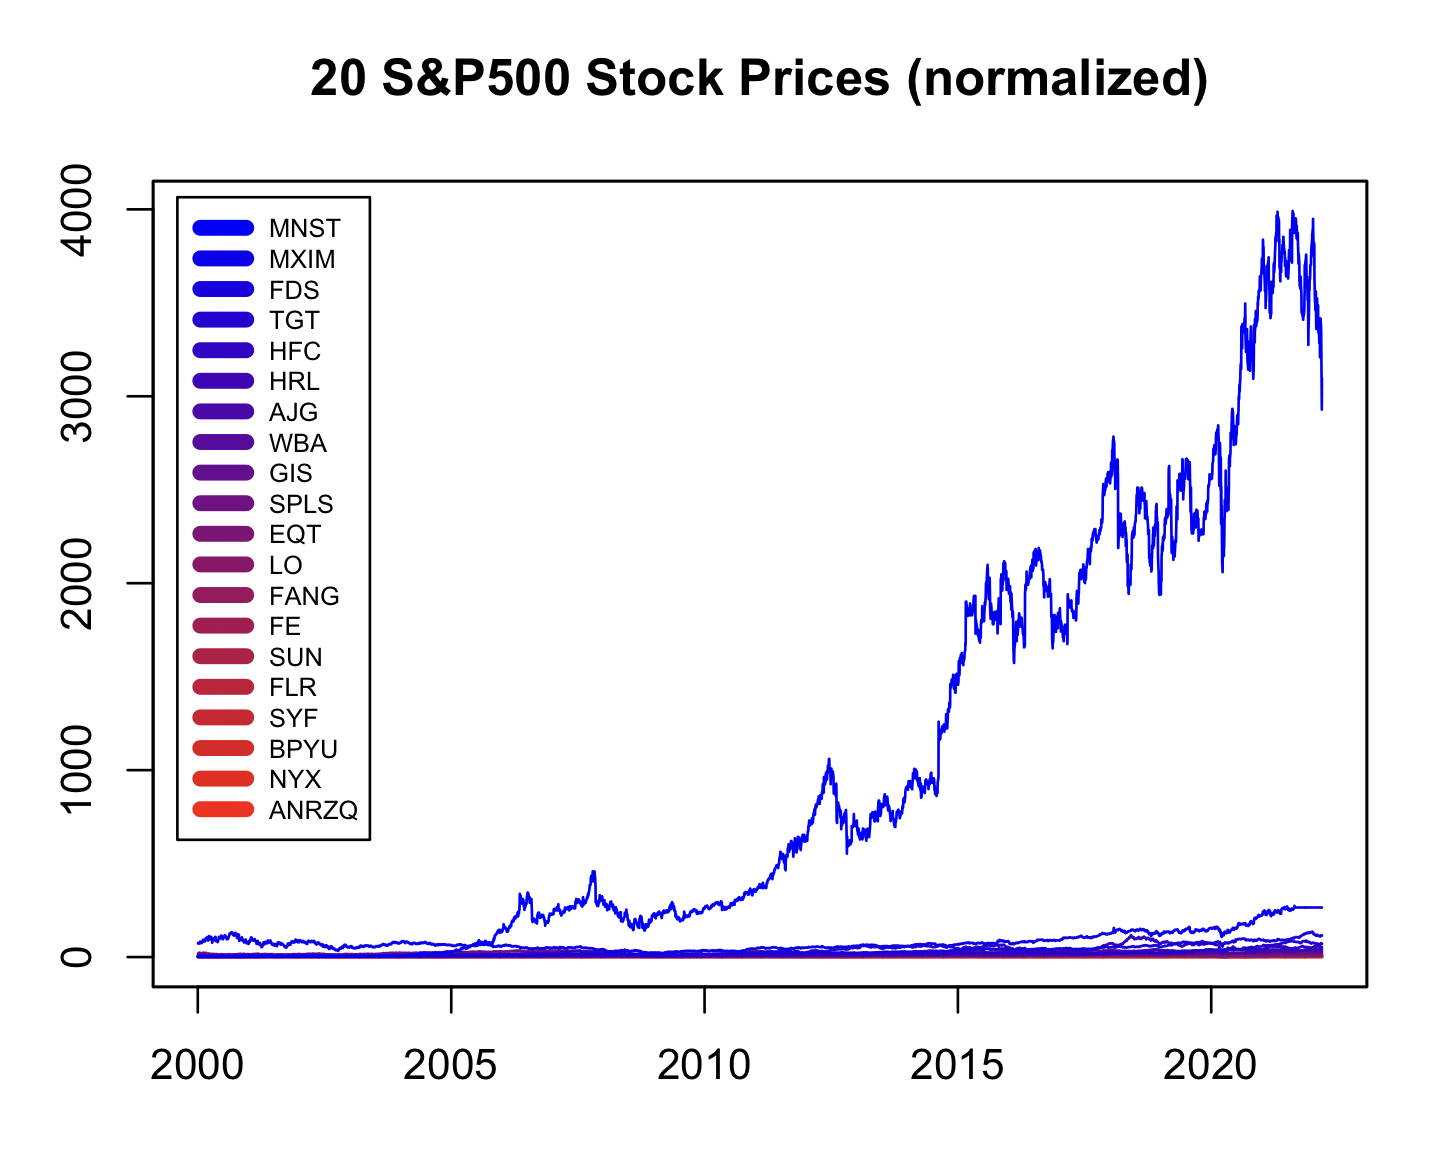 20 S&P500 Stock Prices (normalized)
4000
3000
2000
1000
0
MNST
MXIM
FDS
TGT
HFC
HRL
AJG
WBA
GIS
SPLS
EQT
LO
FANG
FE
SUN
FLR
SYF
BPYU
NYX
ANRZQ
2000 2005 2010 2015 2020